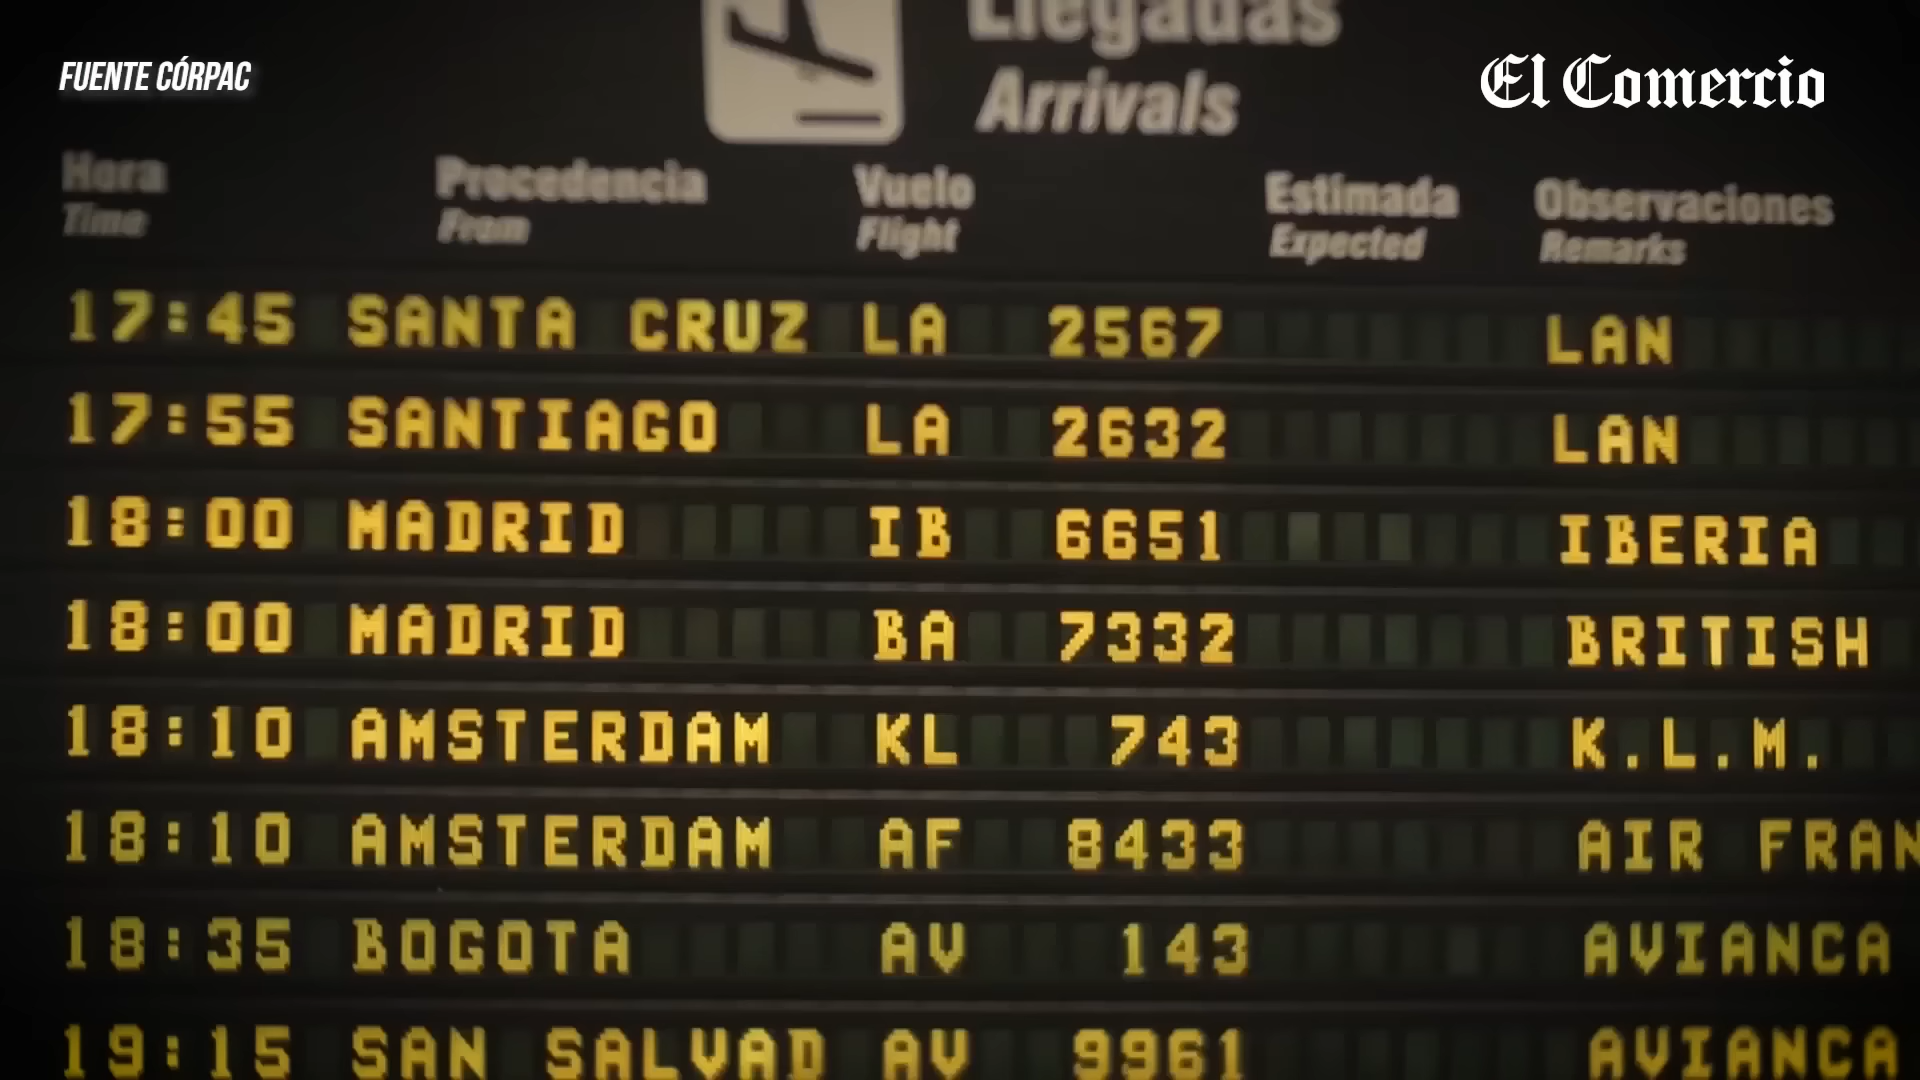 FUENTE CÓRPAC
El Comercio
Llegadas
Arrivals
Hora Procedencia Vuelo Estimada Observaciones
Time From Flight Expected Remarks
17:45 SANTA CRUZ LA 2567 LAN
17:55 SANTIAGO LA 2632 LAN
18:00 MADRID IB 6651 IBERIA
18:00 MADRID BA 7332 BRITISH
18:10 AMSTERDAM KL 743 K.L.M.
18:10 AMSTERDAM AF 8433 AIR FRAN
18:35 BOGOTA AV 143 AVIANCA
19:15 SAN SALVAD AV 9961 AVIANCA